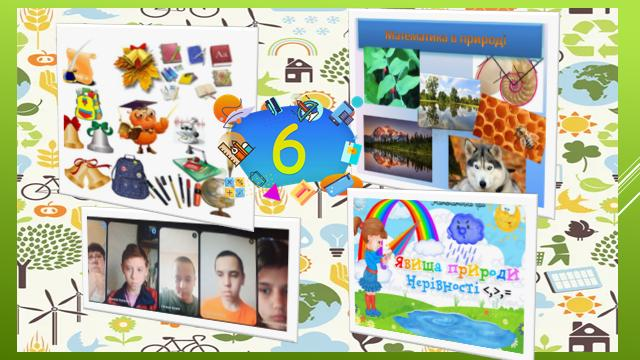 Математика в природі
6
Явища природи
Нерівності <,>,=